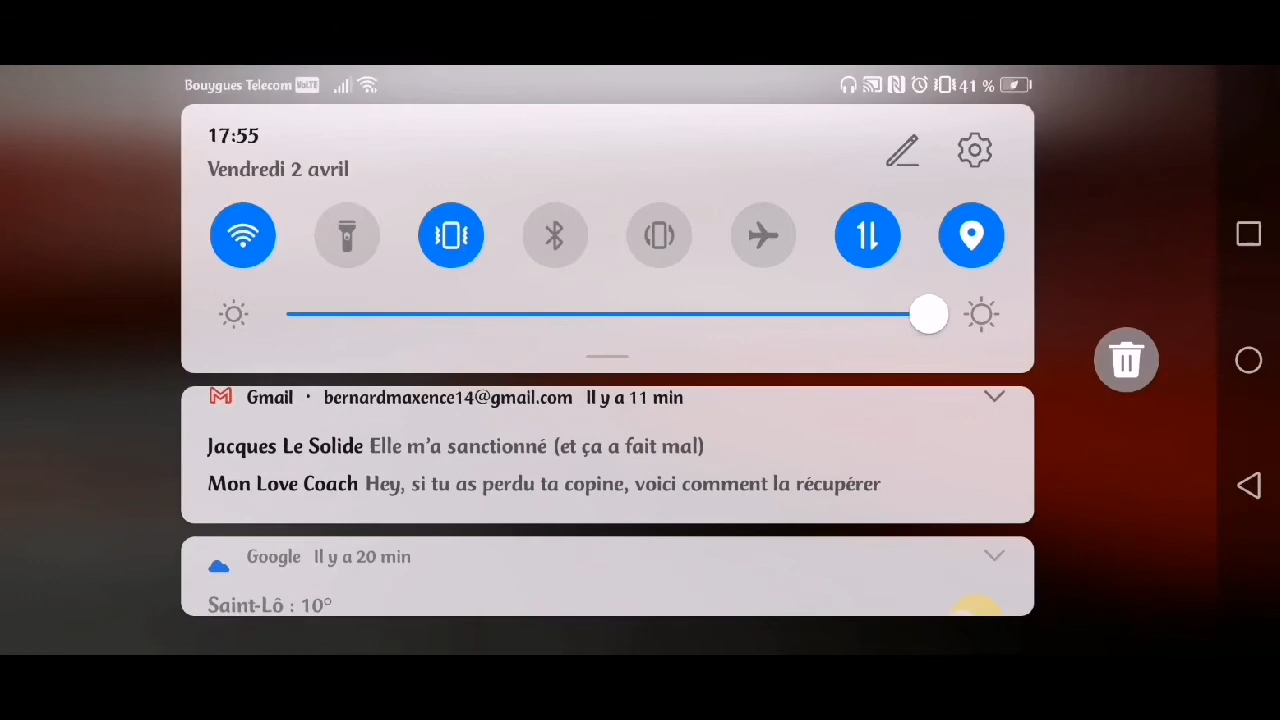 Bouygues Telecom VoLTE 41 %
17:55
Vendredi 2 avril
Gmail · bernardmaxence14@gmail.com Il y a 11 min
Jacques Le Solide Elle m’a sanctionné (et ça a fait mal)
Mon Love Coach Hey, si tu as perdu ta copine, voici comment la récupérer
Google Il y a 20 min
Saint-Lô : 10°